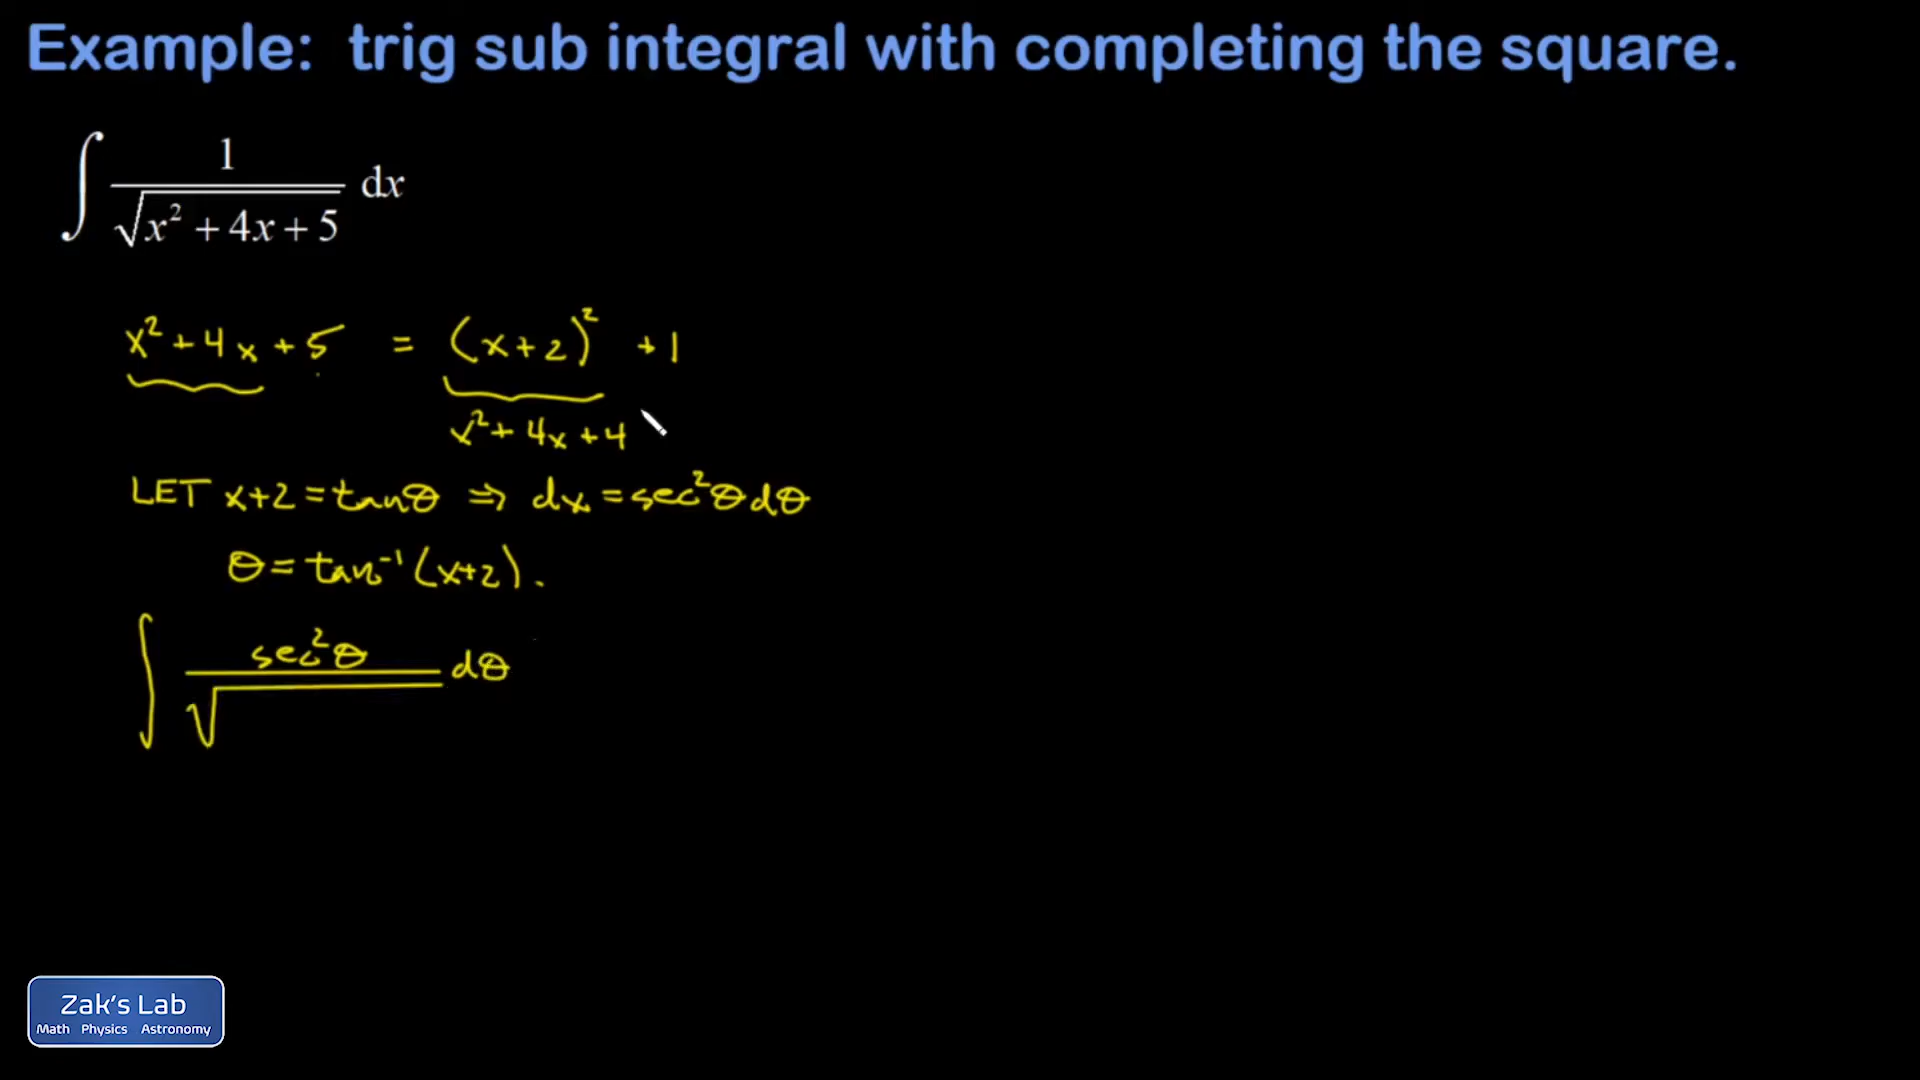 Example: trig sub integral with completing the square.
∫ 1/√(x² + 4x + 5) dx
x² + 4x + 5 = (x+2)² + 1
x² + 4x + 4
LET x+2 = tanθ ⇒ dx = sec²θ dθ
θ = tan⁻¹(x+2).
∫ sec²θ/√ dθ
Zak's Lab
Math Physics Astronomy